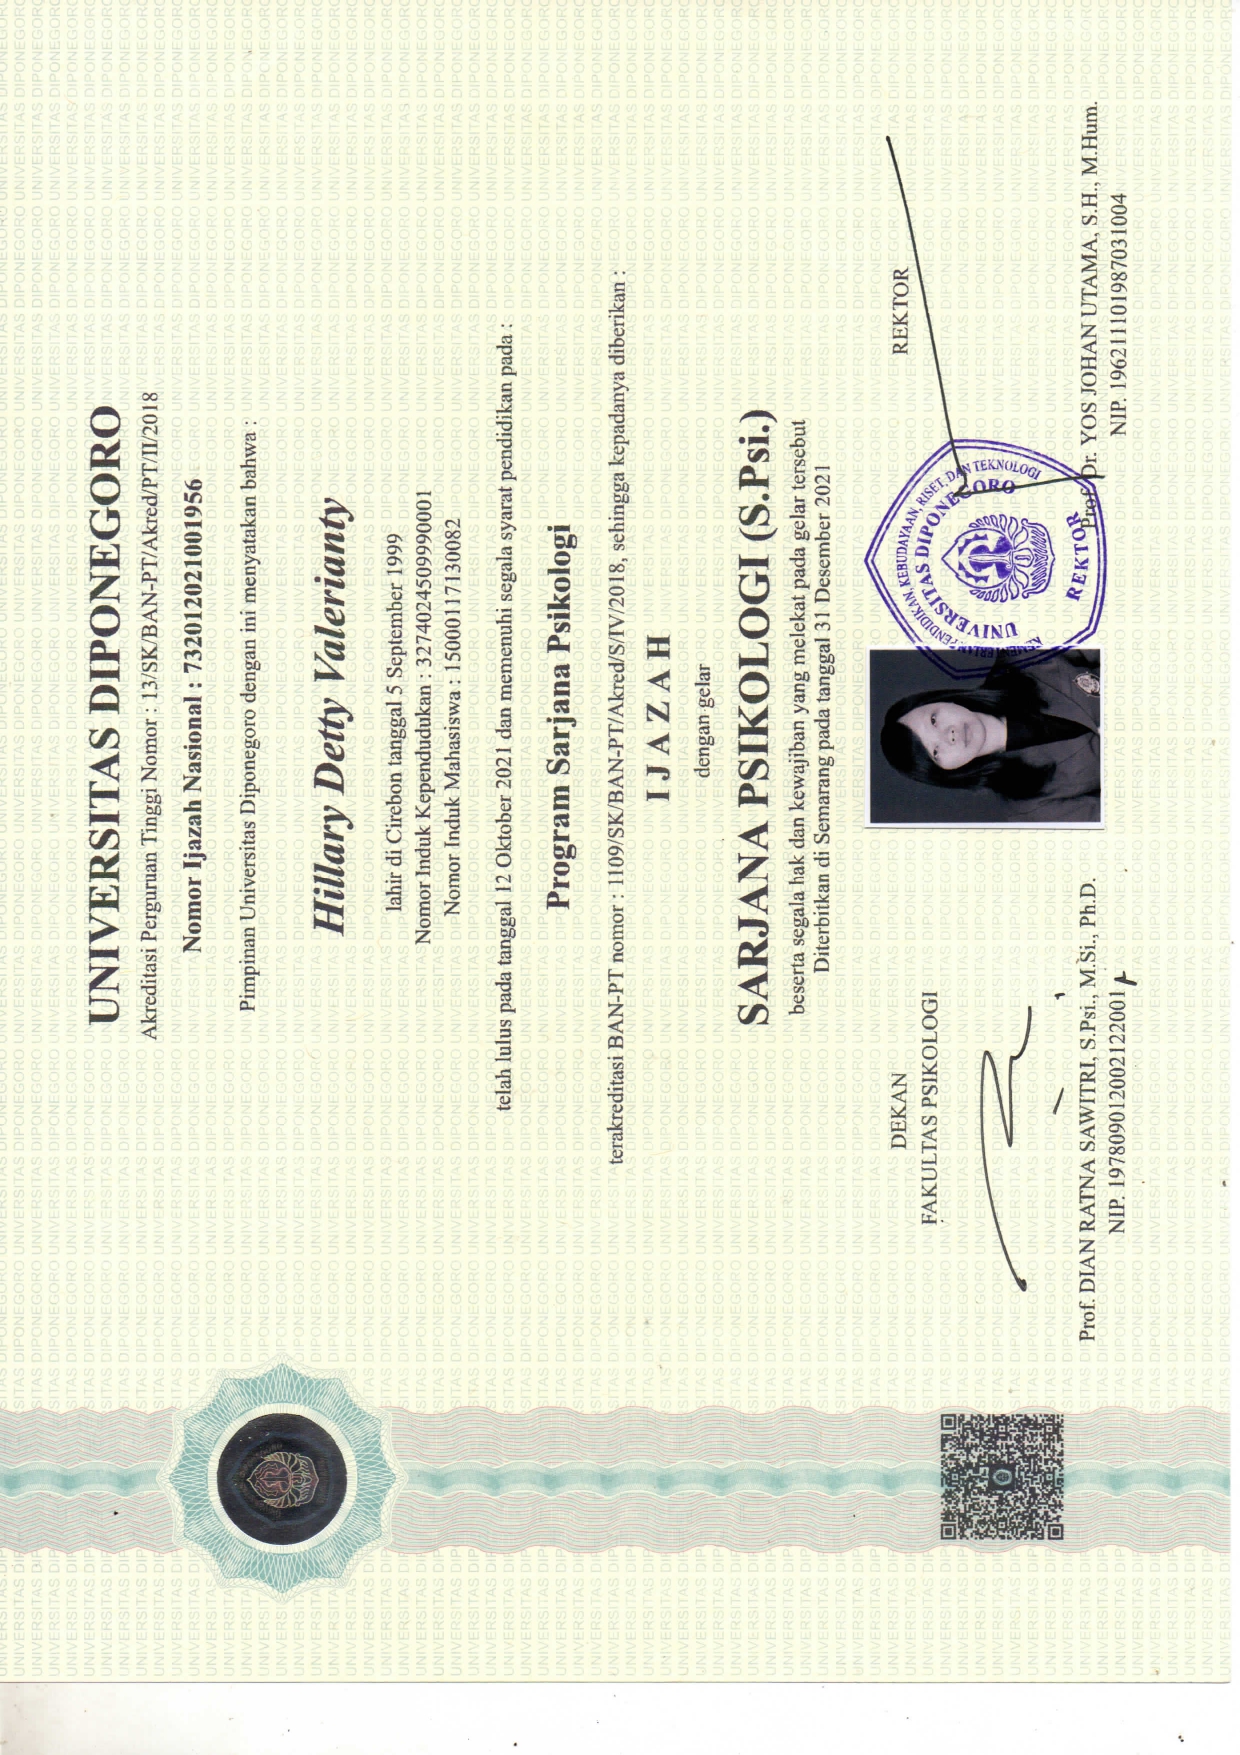 UNIVERSITAS DIPONEGORO
Akreditasi Perguruan Tinggi Nomor : 13/SK/BAN-PT/Akred/PT/II/2018
Nomor Ijazah Nasional : 732012021001956
Pimpinan Universitas Diponegoro dengan ini menyatakan bahwa :
Hillary Detty Valerianty
lahir di Cirebon tanggal 5 September 1999
Nomor Induk Kependudukan : 3274024509990001
Nomor Induk Mahasiswa : 15000117130082
telah lulus pada tanggal 12 Oktober 2021 dan memenuhi segala syarat pendidikan pada :
Program Sarjana Psikologi
terakreditasi BAN-PT nomor : 1109/SK/BAN-PT/Akred/S/IV/2018, sehingga kepadanya diberikan :
I J A Z A H
dengan gelar
SARJANA PSIKOLOGI (S.Psi.)
beserta segala hak dan kewajiban yang melekat pada gelar tersebut
Diterbitkan di Semarang pada tanggal 31 Desember 2021
DEKAN
FAKULTAS PSIKOLOGI
Prof. DIAN RATNA SAWITRI, S.Psi., M.Si., Ph.D.
NIP. 197809012002122001
KEMENTERIAN PENDIDIKAN, KEBUDAYAAN, RISET, DAN TEKNOLOGI
UNIVERSITAS DIPONEGORO
REKTOR
REKTOR
Prof. Dr. YOS JOHAN UTAMA, S.H., M.Hum.
NIP. 196211101987031004